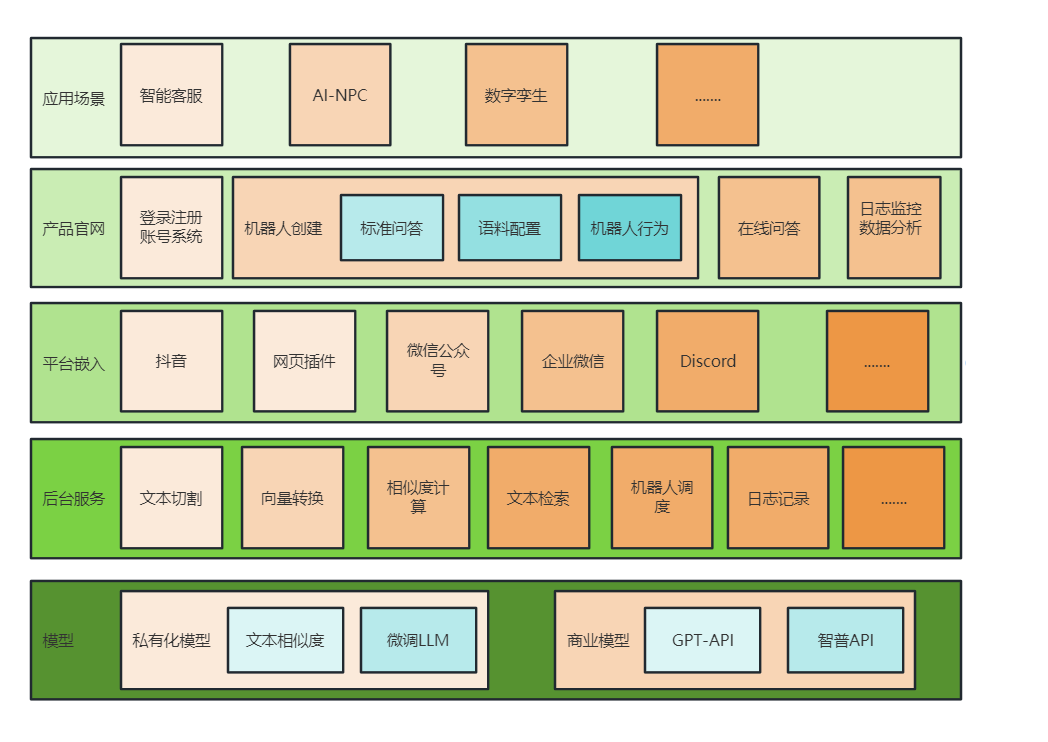 应用场景
智能客服
AI-NPC
数字孪生
.......
产品官网
登录注册
账号系统
机器人创建
标准问答
语料配置
机器人行为
在线问答
日志监控
数据分析
平台嵌入
抖音
网页插件
微信公众
号
企业微信
Discord
.......
后台服务
文本切割
向量转换
相似度计
算
文本检索
机器人调
度
日志记录
.......
模型
私有化模型
文本相似度
微调LLM
商业模型
GPT-API
智普API